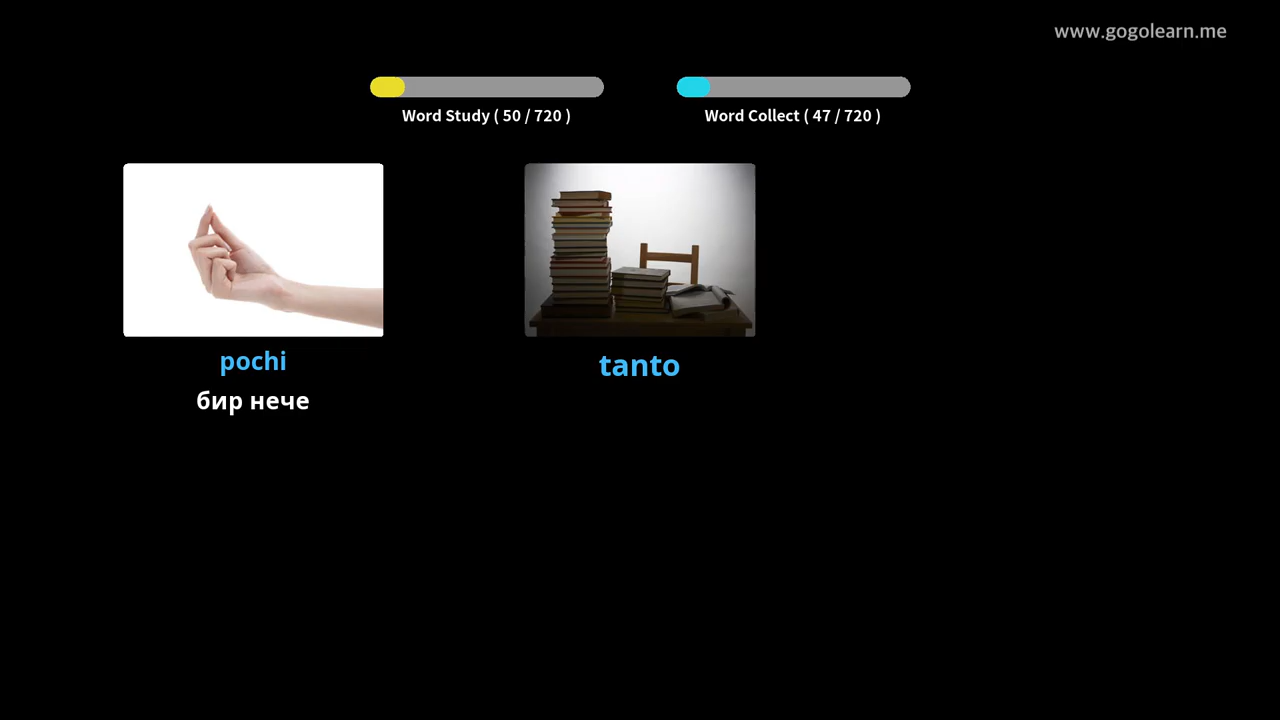 www.gogolearn.me
Word Study ( 50 / 720 )
Word Collect ( 47 / 720 )
pochi
бир нече
tanto